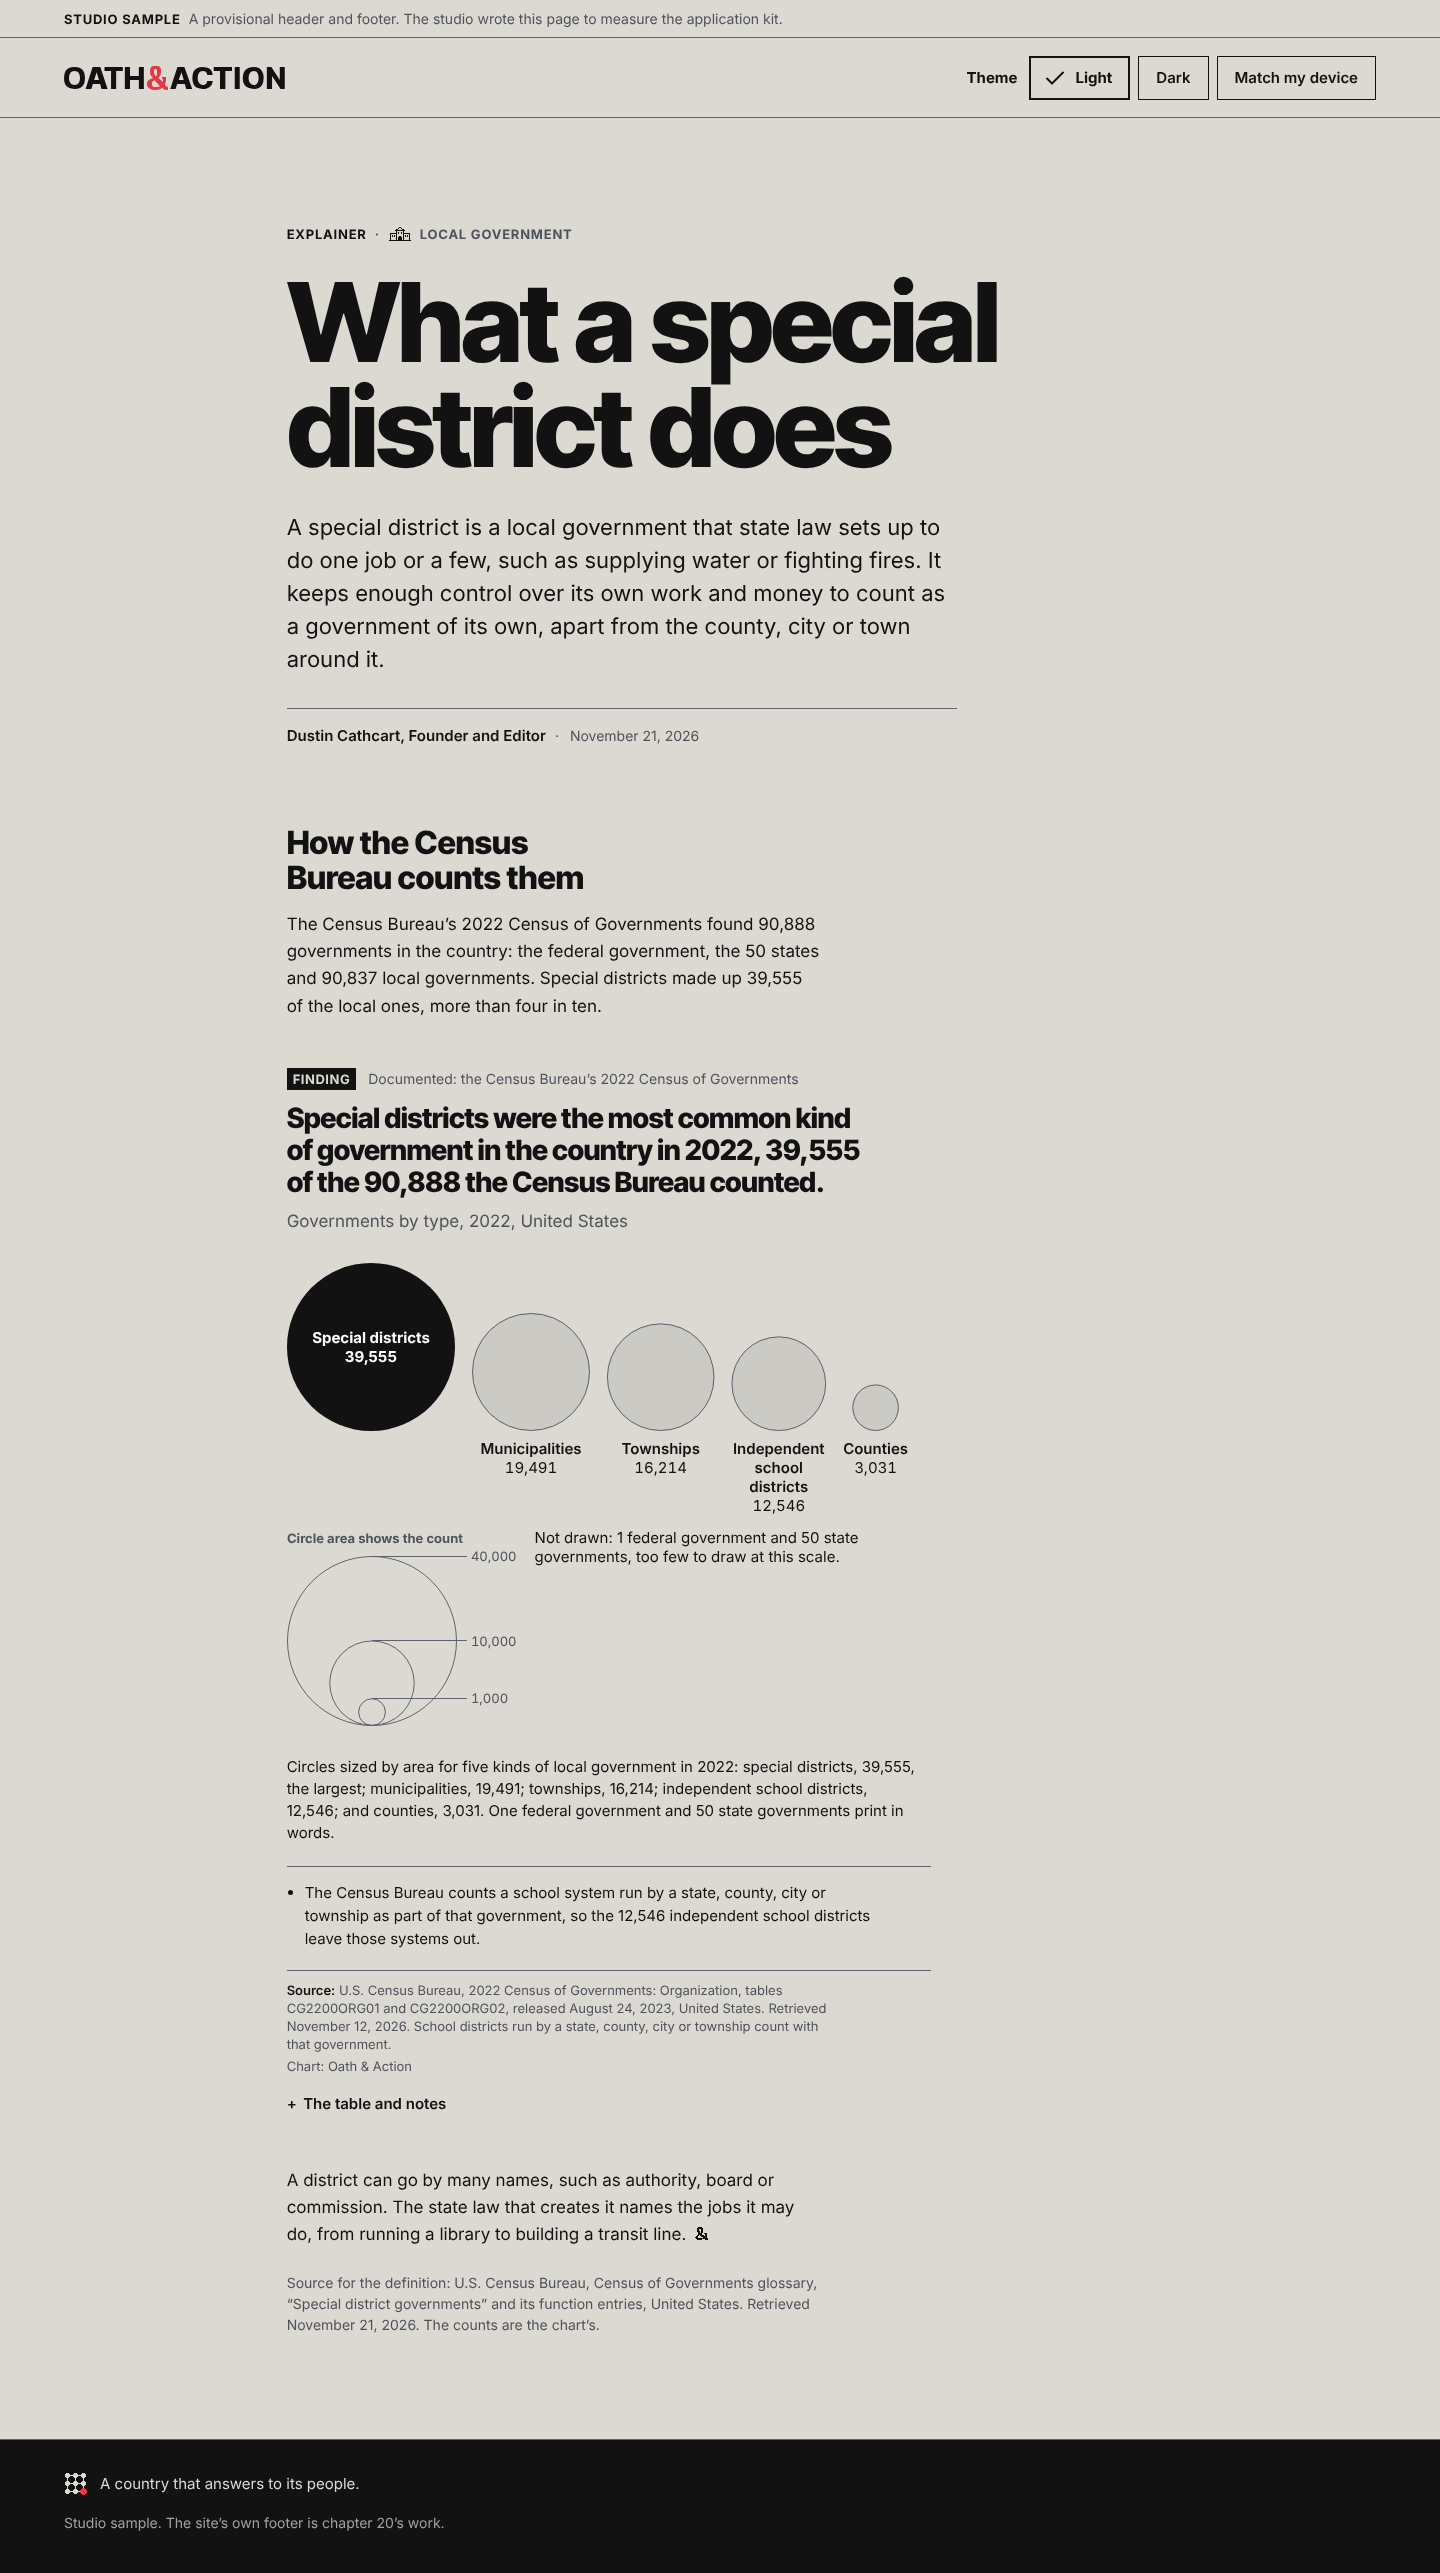 STUDIO SAMPLE A provisional header and footer. The studio wrote this page to measure the application kit.
OATH&ACTION
Theme Light Dark Match my device
EXPLAINER · LOCAL GOVERNMENT
What a special
district does
A special district is a local government that state law sets up to
do one job or a few, such as supplying water or fighting fires. It
keeps enough control over its own work and money to count as
a government of its own, apart from the county, city or town
around it.
Dustin Cathcart, Founder and Editor · November 21, 2026
How the Census
Bureau counts them
The Census Bureau’s 2022 Census of Governments found 90,888
governments in the country: the federal government, the 50 states
and 90,837 local governments. Special districts made up 39,555
of the local ones, more than four in ten.
FINDING Documented: the Census Bureau’s 2022 Census of Governments
Special districts were the most common kind
of government in the country in 2022, 39,555
of the 90,888 the Census Bureau counted.
Governments by type, 2022, United States
Special districts
39,555
Municipalities
19,491
Townships
16,214
Independent
school
districts
12,546
Counties
3,031
Circle area shows the count
40,000
10,000
1,000
Not drawn: 1 federal government and 50 state
governments, too few to draw at this scale.
Circles sized by area for five kinds of local government in 2022: special districts, 39,555,
the largest; municipalities, 19,491; townships, 16,214; independent school districts,
12,546; and counties, 3,031. One federal government and 50 state governments print in
words.
• The Census Bureau counts a school system run by a state, county, city or
township as part of that government, so the 12,546 independent school districts
leave those systems out.
Source: U.S. Census Bureau, 2022 Census of Governments: Organization, tables
CG2200ORG01 and CG2200ORG02, released August 24, 2023, United States. Retrieved
November 12, 2026. School districts run by a state, county, city or township count with
that government.
Chart: Oath & Action
+ The table and notes
A district can go by many names, such as authority, board or
commission. The state law that creates it names the jobs it may
do, from running a library to building a transit line. &
Source for the definition: U.S. Census Bureau, Census of Governments glossary,
“Special district governments” and its function entries, United States. Retrieved
November 21, 2026. The counts are the chart’s.
A country that answers to its people.
Studio sample. The site’s own footer is chapter 20’s work.